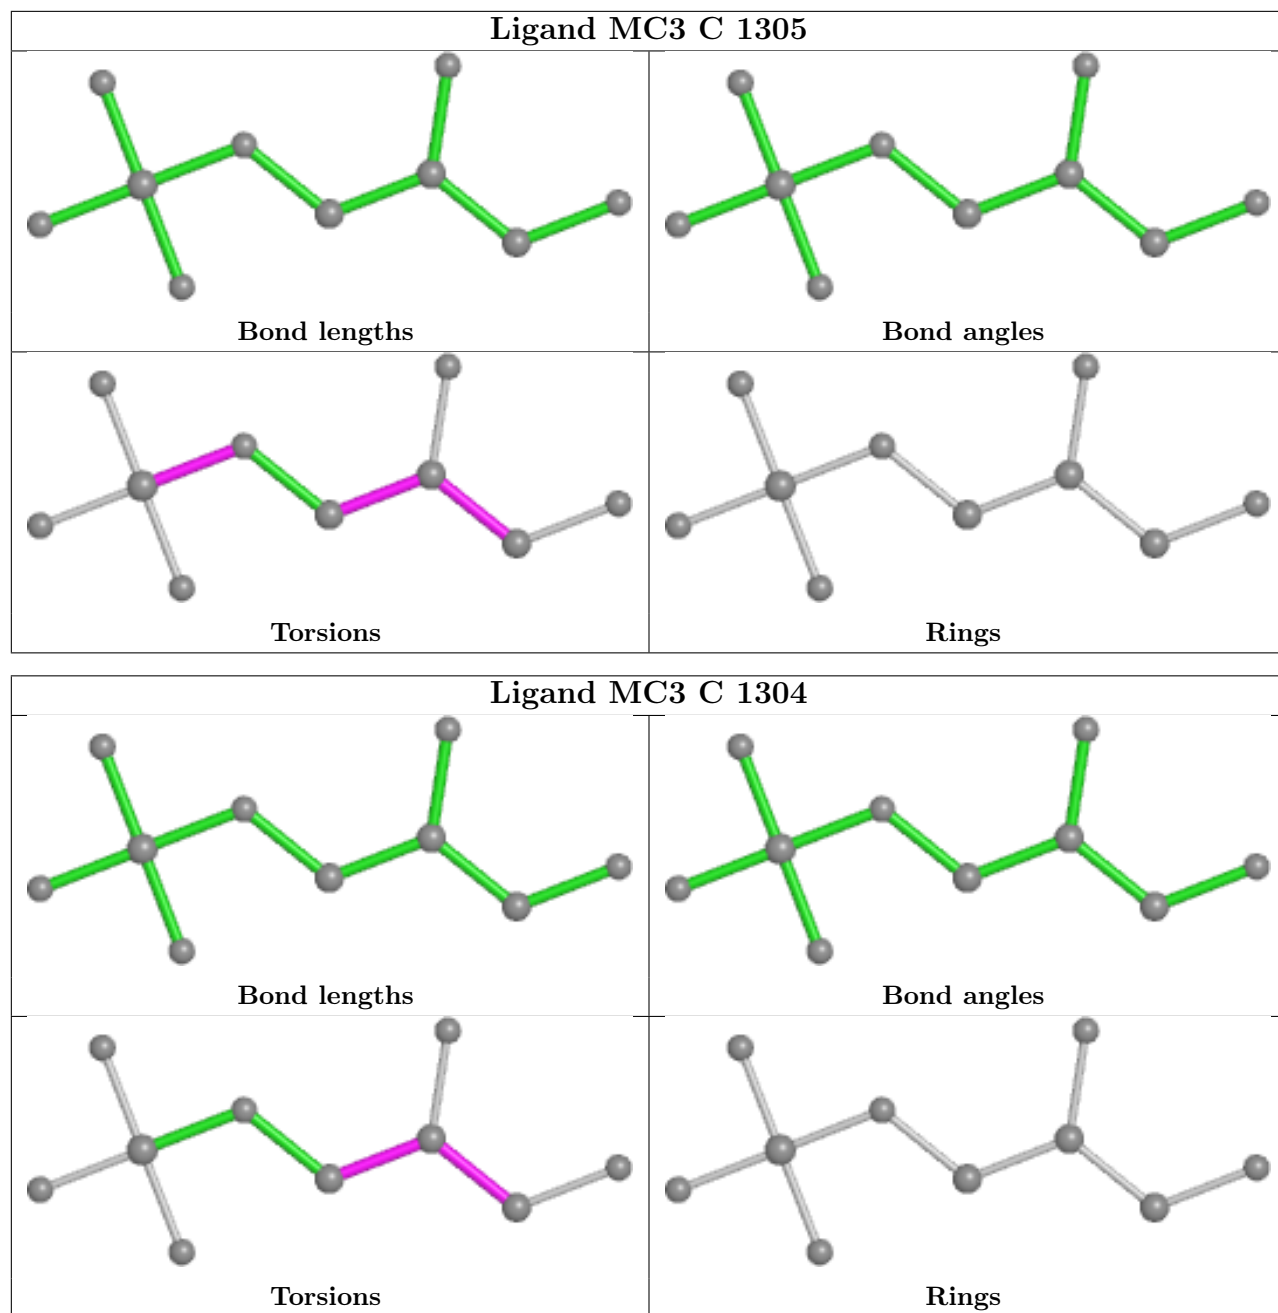 Ligand MC3 C 1305
Bond lengths
Bond angles
Torsions
Rings
Ligand MC3 C 1304
Bond lengths
Bond angles
Torsions
Rings